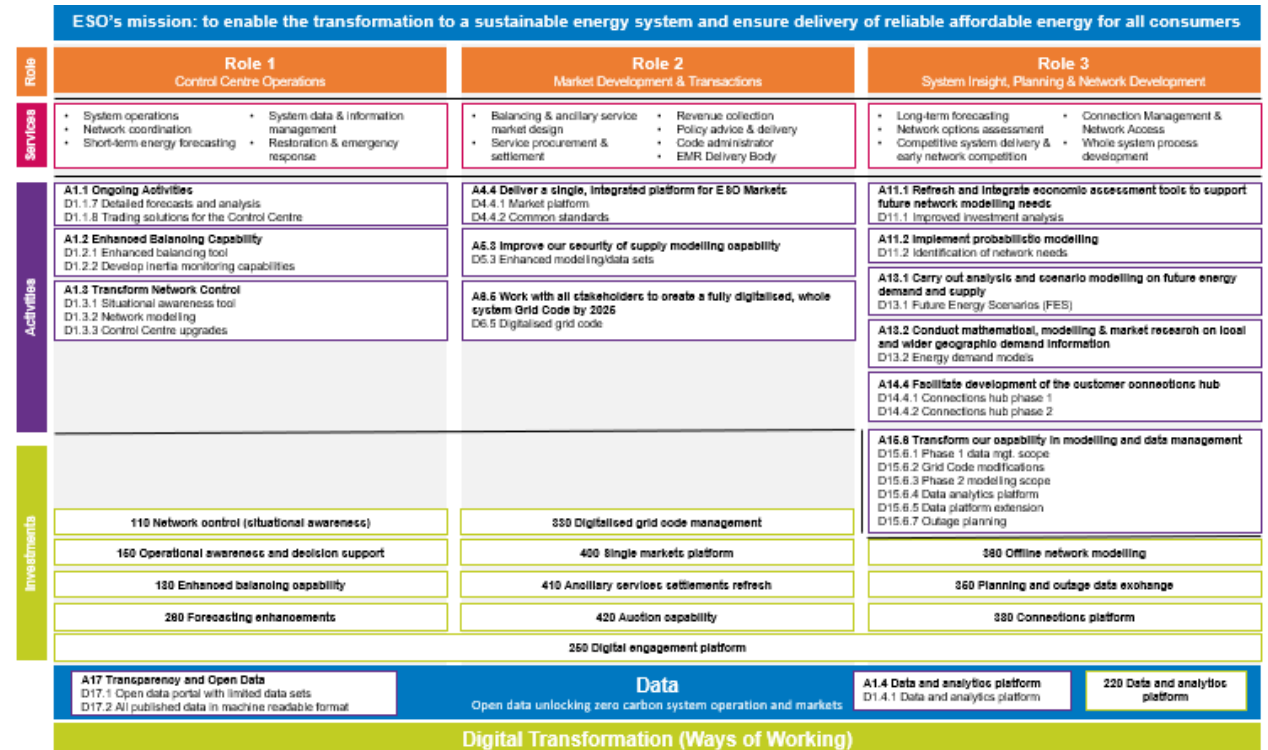 ESO's mission: to enable the transformation to a sustainable energy system and ensure delivery of reliable affordable energy for all consumers
Role
Role 1
Control Centre Operations
Role 2
Market Development & Transactions
Role 3
System Insight, Planning & Network Development
Services
• System operations
• Network coordination
• Short-term energy forecasting
• System data & information
management
• Restoration & emergency
response
• Balancing & ancillary service
market design
• Service procurement &
settlement
• Revenue collection
• Policy advice & delivery
• Code administrator
• EMR Delivery Body
• Long-term forecasting
• Network options assessment
• Competitive system delivery &
early network competition
• Connection Management &
Network Access
• Whole system process
development
Activities
A1.1 Ongoing Activities
D1.1.7 Detailed forecasts and analysis
D1.1.8 Trading solutions for the Control Centre
A1.2 Enhanced Balancing Capability
D1.2.1 Enhanced balancing tool
D1.2.2 Develop inertia monitoring capabilities
A1.3 Transform Network Control
D1.3.1 Situational awareness tool
D1.3.2 Network modelling
D1.3.3 Control Centre upgrades
A4.4 Deliver a single, integrated platform for ESO Markets
D4.4.1 Market platform
D4.4.2 Common standards
A5.3 Improve our security of supply modelling capability
D5.3 Enhanced modelling/data sets
A6.5 Work with all stakeholders to create a fully digitalised, whole
system Grid Code by 2025
D6.5 Digitalised grid code
A11.1 Refresh and integrate economic assessment tools to support
future network modelling needs
D11.1 Improved investment analysis
A11.2 Implement probabilistic modelling
D11.2 Identification of network needs
A13.1 Carry out analysis and scenario modelling on future energy
demand and supply
D13.1 Future Energy Scenarios (FES)
A13.2 Conduct mathematical, modelling & market research on local
and wider geographic demand information
D13.2 Energy demand models
A14.4 Facilitate development of the customer connections hub
D14.4.1 Connections hub phase 1
D14.4.2 Connections hub phase 2
A15.6 Transform our capability in modelling and data management
D15.6.1 Phase 1 data mgt. scope
D15.6.2 Grid Code modifications
D15.6.3 Phase 2 modelling scope
D15.6.4 Data analytics platform
D15.6.5 Data platform extension
D15.6.7 Outage planning
Investments
110 Network control (situational awareness)
150 Operational awareness and decision support
180 Enhanced balancing capability
260 Forecasting enhancements
330 Digitalised grid code management
400 Single markets platform
410 Ancillary services settlements refresh
420 Auction capability
360 Offline network modelling
350 Planning and outage data exchange
380 Connections platform
250 Digital engagement platform
A17 Transparency and Open Data
D17.1 Open data portal with limited data sets
D17.2 All published data in machine readable format
Data
Open data unlocking zero carbon system operation and markets
A1.4 Data and analytics platform
D1.4.1 Data and analytics platform
220 Data and analytics
platform
Digital Transformation (Ways of Working)